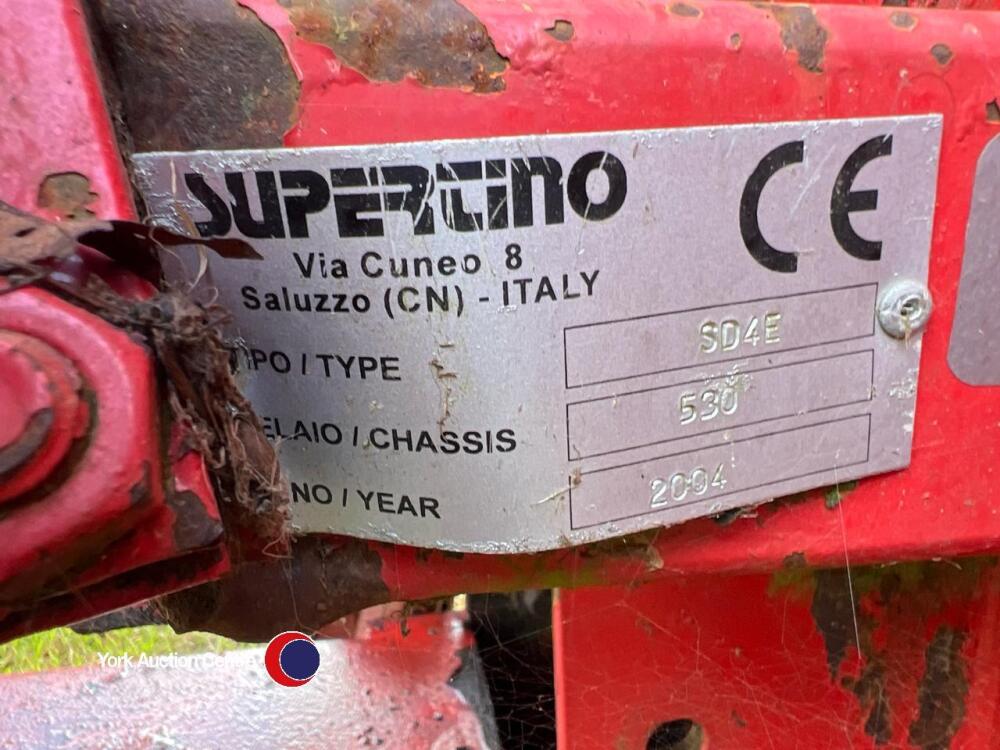 SUPERTINO
CE
Via Cuneo 8
Saluzzo (CN) - ITALY
TIPO / TYPE
SD4E
ELAIO / CHASSIS
530
NO / YEAR
2004
York Auction Centre